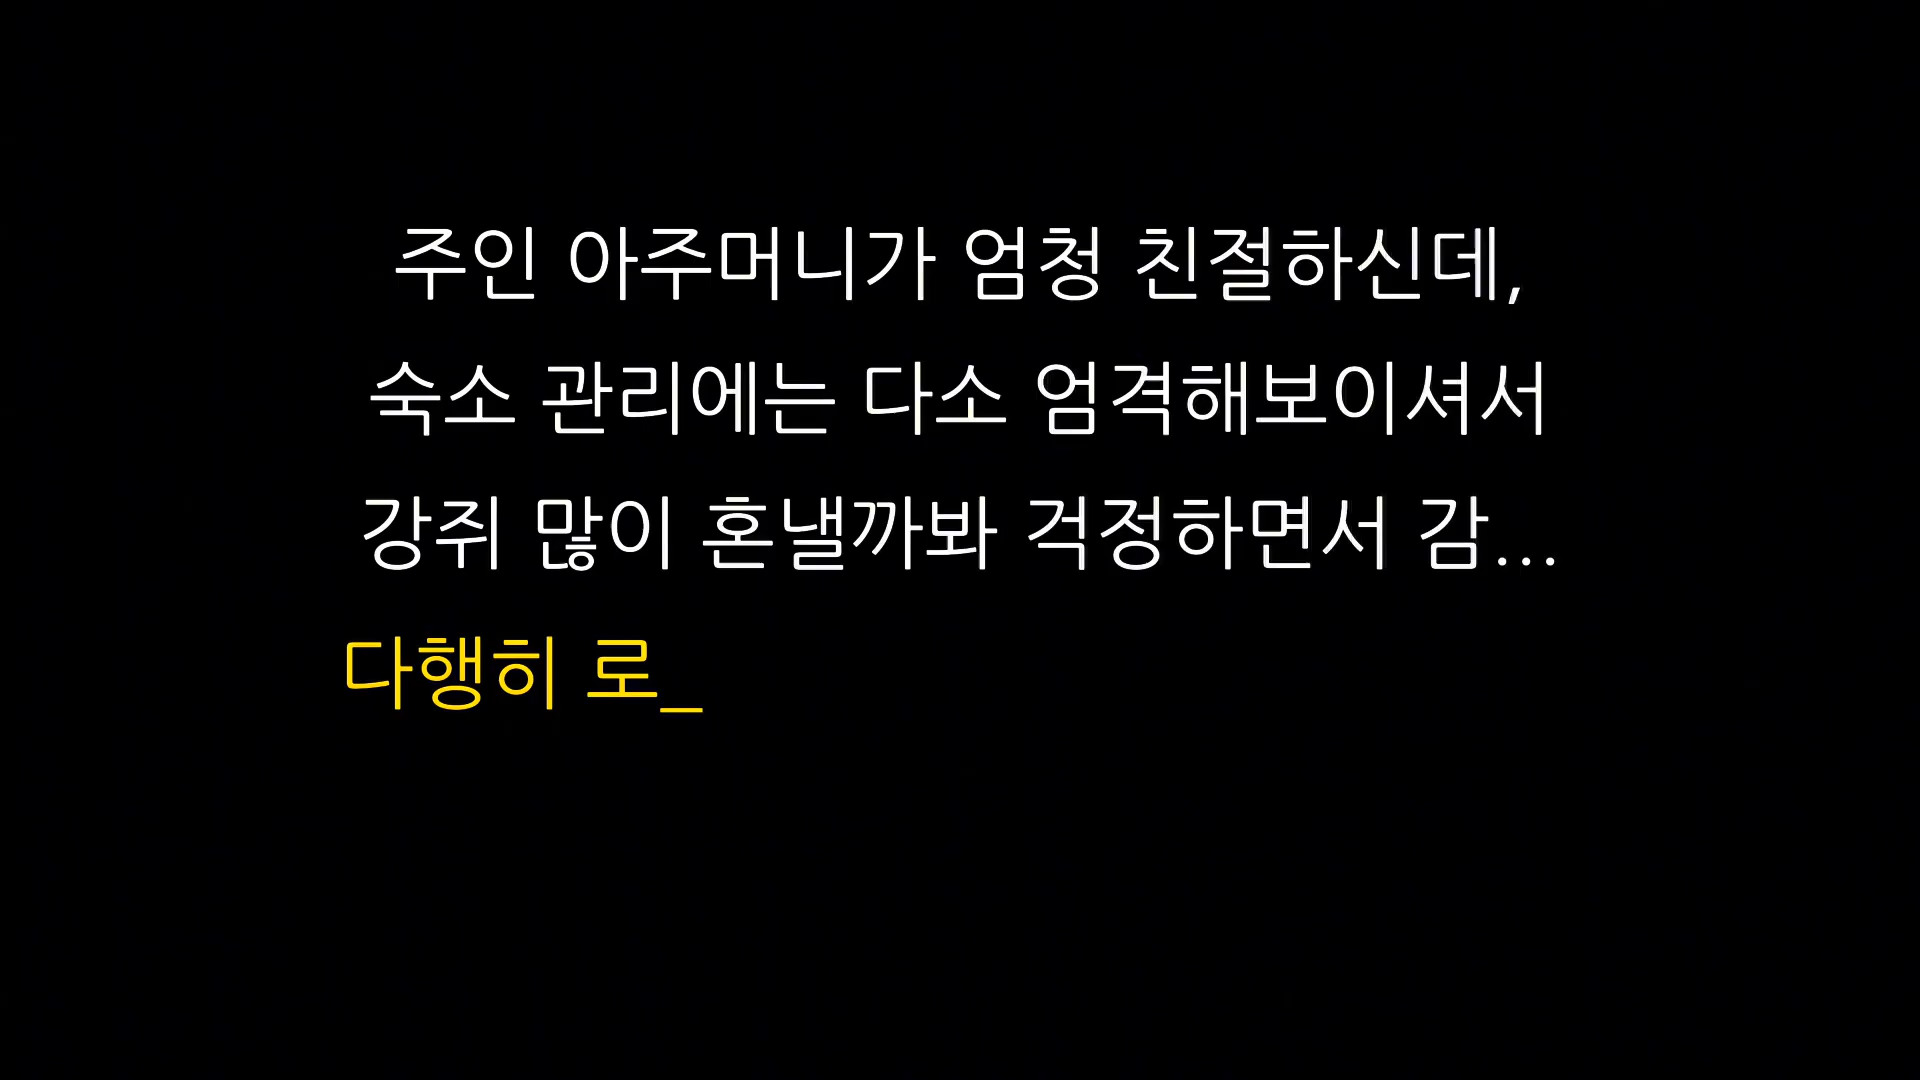 주인 아주머니가 엄청 친절하신데,
숙소 관리에는 다소 엄격해보이셔서
강쥐 많이 혼낼까봐 걱정하면서 감...
다행히 로_